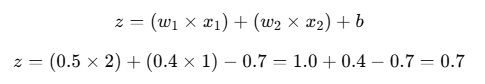 z = (w₁ × x₁) + (w₂ × x₂) + b
z = (0.5 × 2) + (0.4 × 1) − 0.7 = 1.0 + 0.4 − 0.7 = 0.7